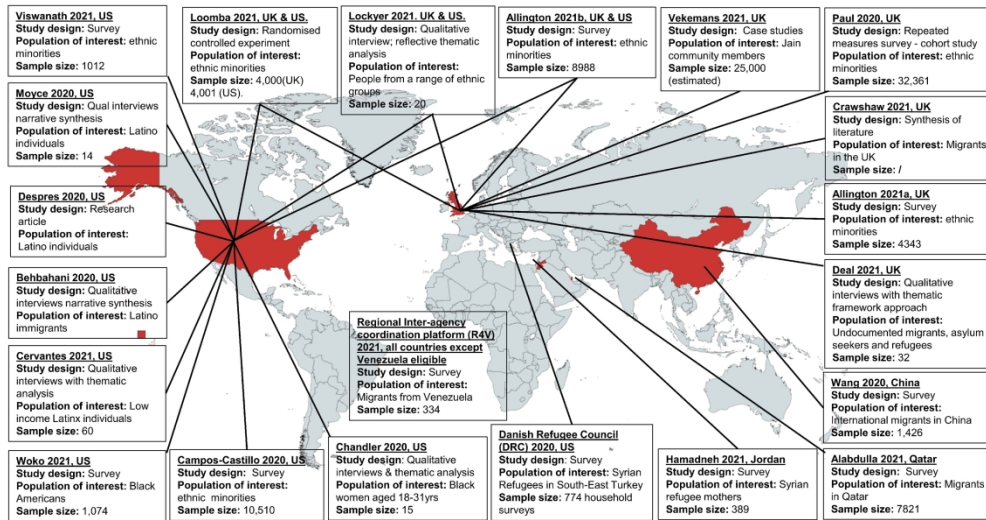 Viswanath 2021, US
Study design: Survey
Population of interest: ethnic
minorities
Sample size: 1012
Loomba 2021, UK & US.
Study design: Randomised
controlled experiment
Population of interest:
ethnic minorities
Sample size: 4,000(UK)
4,001 (US).
Lockyer 2021. UK & US.
Study design: Qualitative
interview; reflective thematic
analysis
Population of interest:
People from a range of ethnic
groups
Sample size: 20
Allington 2021b, UK & US
Study design: Survey
Population of interest: ethnic
minorities
Sample size: 8988
Vekemans 2021, UK
Study design: Case studies
Population of interest: Jain
community members
Sample size: 25,000
(estimated)
Paul 2020, UK
Study design: Repeated
measures survey - cohort study
Population of interest:
ethnic minorities
Sample size: 32,361
Moyce 2020, US
Study design: Qual interviews
narrative synthesis
Population of interest: Latino
individuals
Sample size: 14
Crawshaw 2021, UK
Study design: Synthesis of
literature
Population of interest: Migrants
in the UK
Sample size: /
Despres 2020, US
Study design: Research
article
Population of interest:
Latino individuals
Allington 2021a, UK
Study design: Survey
Population of interest: ethnic
minorities
Sample size: 4343
Behbahani 2020, US
Study design: Qualitative
interviews narrative synthesis
Population of interest: Latino
immigrants
Deal 2021, UK
Study design: Qualitative
interviews with thematic
framework approach
Population of interest:
Undocumented migrants, asylum
seekers and refugees
Sample size: 32
Regional Inter-agency
coordination platform (R4V)
2021, all countries except
Venezuela eligible
Study design: Survey
Population of interest:
Migrants from Venezuela
Sample size: 334
Cervantes 2021, US
Study design: Qualitative
interviews with thematic
analysis
Population of interest: Low
income Latinx individuals
Sample size: 60
Wang 2020, China
Study design: Survey
Population of interest:
International migrants in China
Sample size: 1,426
Woko 2021, US
Study design: Survey
Population of interest: Black
Americans
Sample size: 1,074
Campos-Castillo 2020, US
Study design: Survey
Population of interest:
ethnic minorities
Sample size: 10,510
Chandler 2020, US
Study design: Qualitative
interviews & thematic analysis
Population of interest: Black
women aged 18-31yrs
Sample size: 15
Danish Refugee Council
(DRC) 2020, US
Study design: Survey
Population of interest: Syrian
Refugees in South-East Turkey
Sample size: 774 household
surveys
Hamadneh 2021, Jordan
Study design: Survey
Population of interest: Syrian
refugee mothers
Sample size: 389
Alabdulla 2021, Qatar
Study design: Survey
Population of interest: Migrants
in Qatar
Sample size: 7821